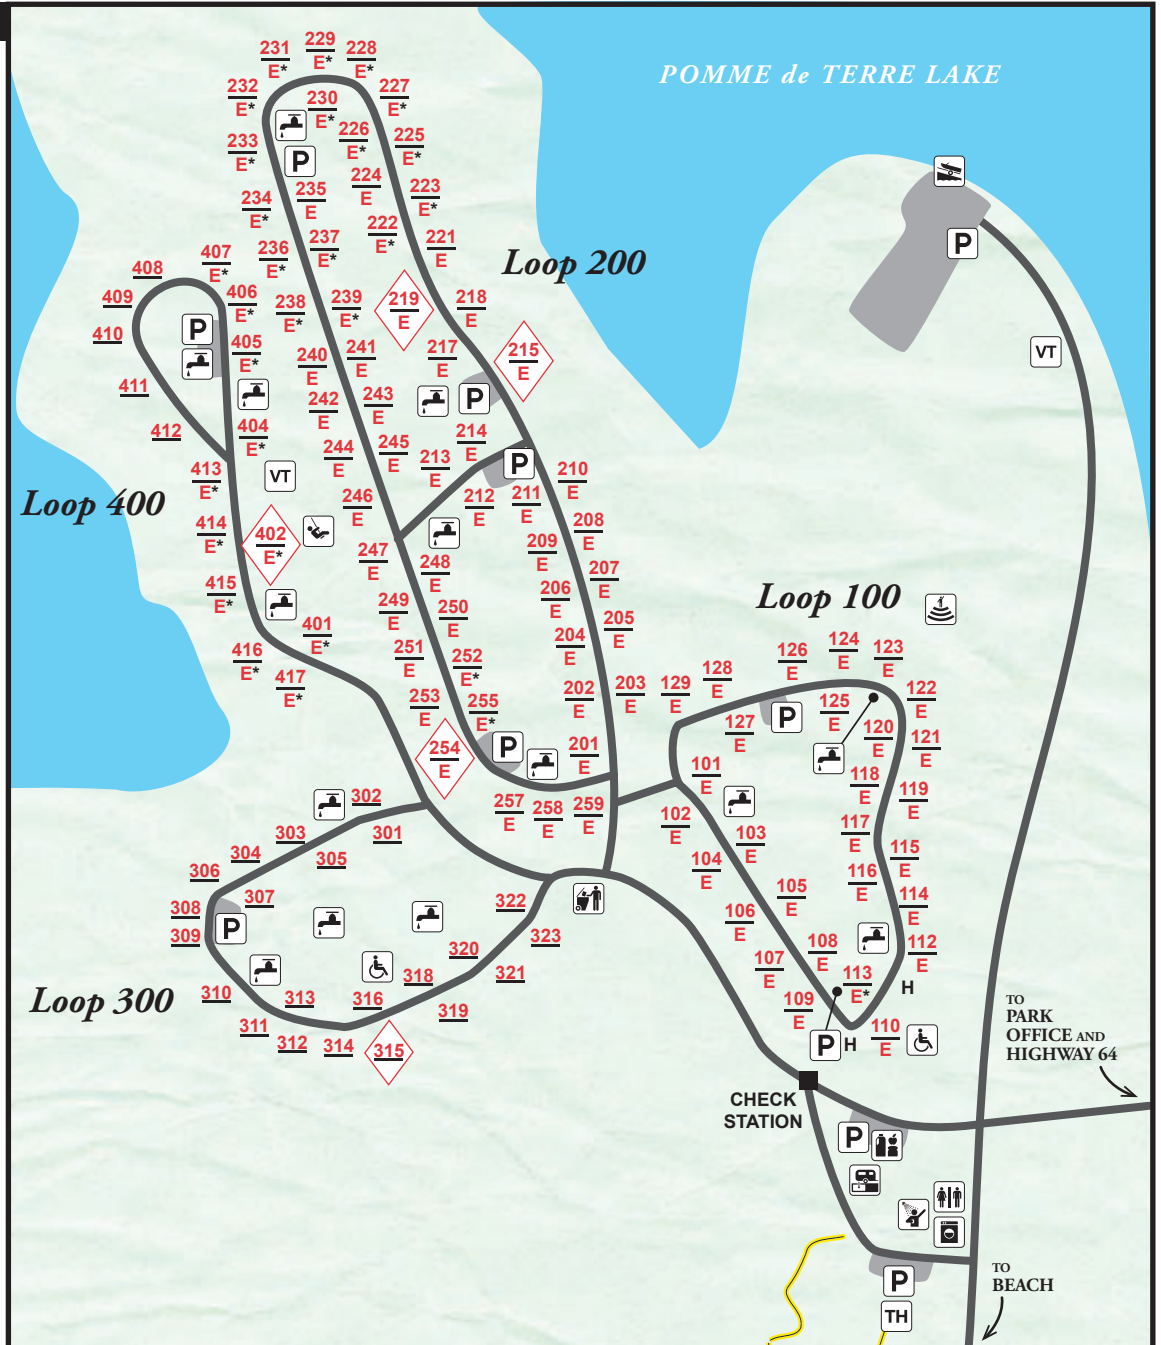 POMME de TERRE LAKE
231
E*
229
E*
228
E*
232
E*
230
E*
227
E*
233
E*
P
226
E*
225
E*
234
E*
235
E
224
E
223
E*
236
E*
237
E*
222
E*
221
E
Loop 200
P
VT
408
407
E*
409
406
E*
238
E*
239
E*
219
E
218
E
410
P
405
E*
240
E
241
E
217
E
215
E
411
242
E
243
E
P
412
404
E*
244
E
245
E
213
E
214
E
P
413
E*
VT
246
E
212
E
211
E
210
E
Loop 400
414
E*
402
E*
247
E
248
E
209
E
208
E
415
E*
249
E
250
E
206
E
207
E
Loop 100
416
E*
401
E*
251
E
252
E*
204
E
205
E
417
E*
253
E
255
E*
202
E
203
E
129
E
128
E
126
E
124
E
123
E
254
E
P
201
E
127
E
P
125
E
122
E
101
E
120
E
121
E
302
257
E
258
E
259
E
102
E
118
E
119
E
303
301
103
E
117
E
304
305
104
E
115
E
306
116
E
307
322
105
E
114
E
308
P
106
E
309
323
108
E
112
E
320
107
E
310
313
316
318
321
113
E*
H
Loop 300
311
319
109
E
312
314
315
P
H
110
E
TO
PARK
OFFICE AND
HIGHWAY 64
CHECK
STATION
P
TO
BEACH
P
TH